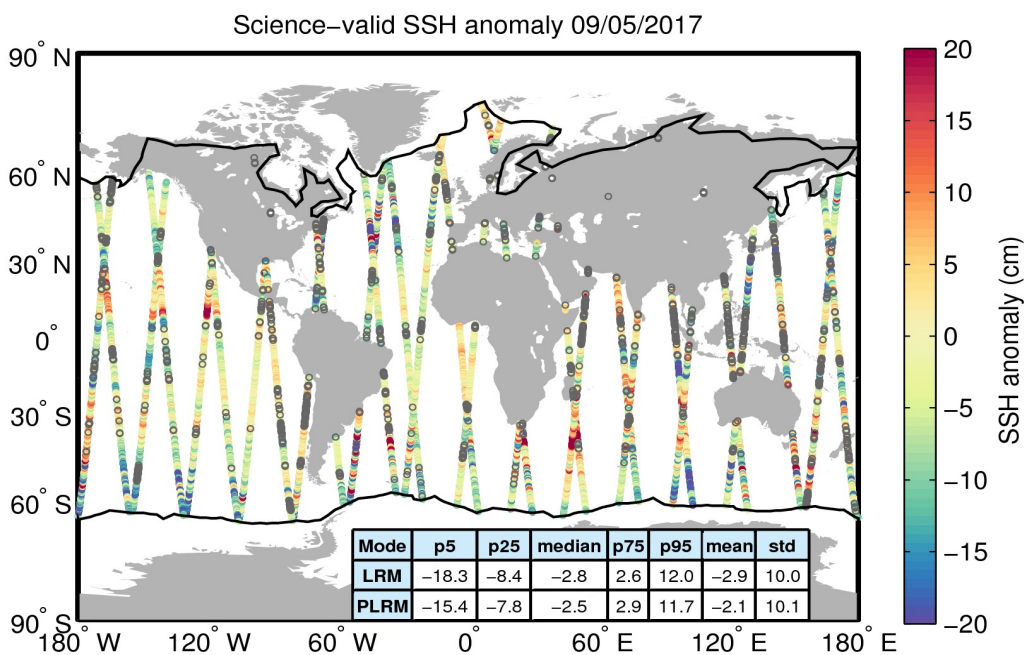 Science−valid SSH anomaly 09/05/2017
90° N
60° N
30° N
0°
30° S
60° S
90° S
180° W
120° W
60° W
0°
60° E
120° E
180° E
Mode p5 p25 median p75 p95 mean std
LRM −18.3 −8.4 −2.8 2.6 12.0 −2.9 10.0
PLRM −15.4 −7.8 −2.5 2.9 11.7 −2.1 10.1
20
15
10
5
0
−5
−10
−15
−20
SSH anomaly (cm)